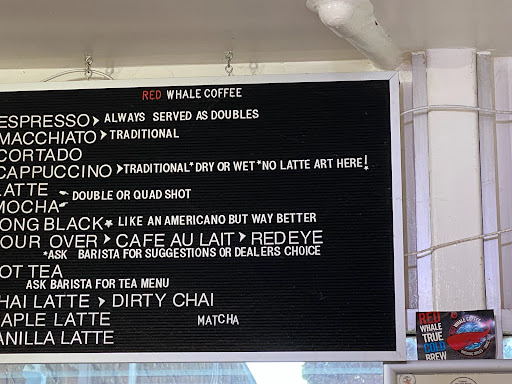 RED WHALE COFFEE
ESPRESSO > ALWAYS SERVED AS DOUBLES
MACCHIATO > TRADITIONAL
CORTADO
CAPPUCCINO > TRADITIONAL * DRY OR WET * NO LATTE ART HERE!
LATTE
DOUBLE OR QUAD SHOT
MOCHA
ONG BLACK * LIKE AN AMERICANO BUT WAY BETTER
OUR OVER > CAFE AU LAIT > REDEYE
*ASK BARISTA FOR SUGGESTIONS OR DEALERS CHOICE
OT TEA
ASK BARISTA FOR TEA MENU
HAI LATTE > DIRTY CHAI
APLE LATTE MATCHA
ANILLA LATTE
RED
WHALE
TRUE
COLD
BREW
WHALE COFFEE